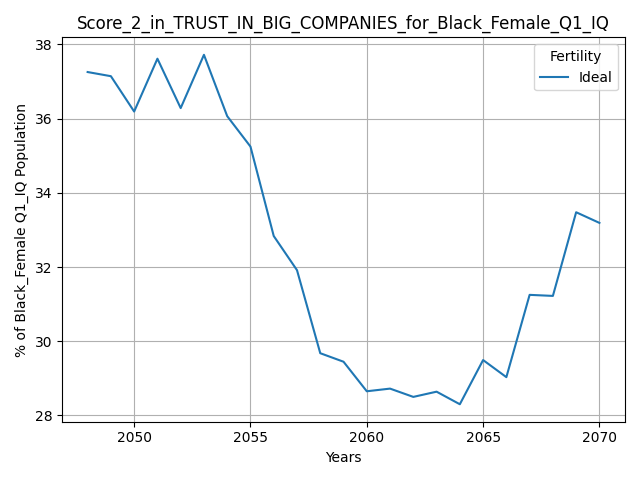 Score_2_in_TRUST_IN_BIG_COMPANIES_for_Black_Female_Q1_IQ
Fertility
Ideal
% of Black_Female Q1_IQ Population
38
36
34
32
30
28
2050
2055
2060
2065
2070
Years